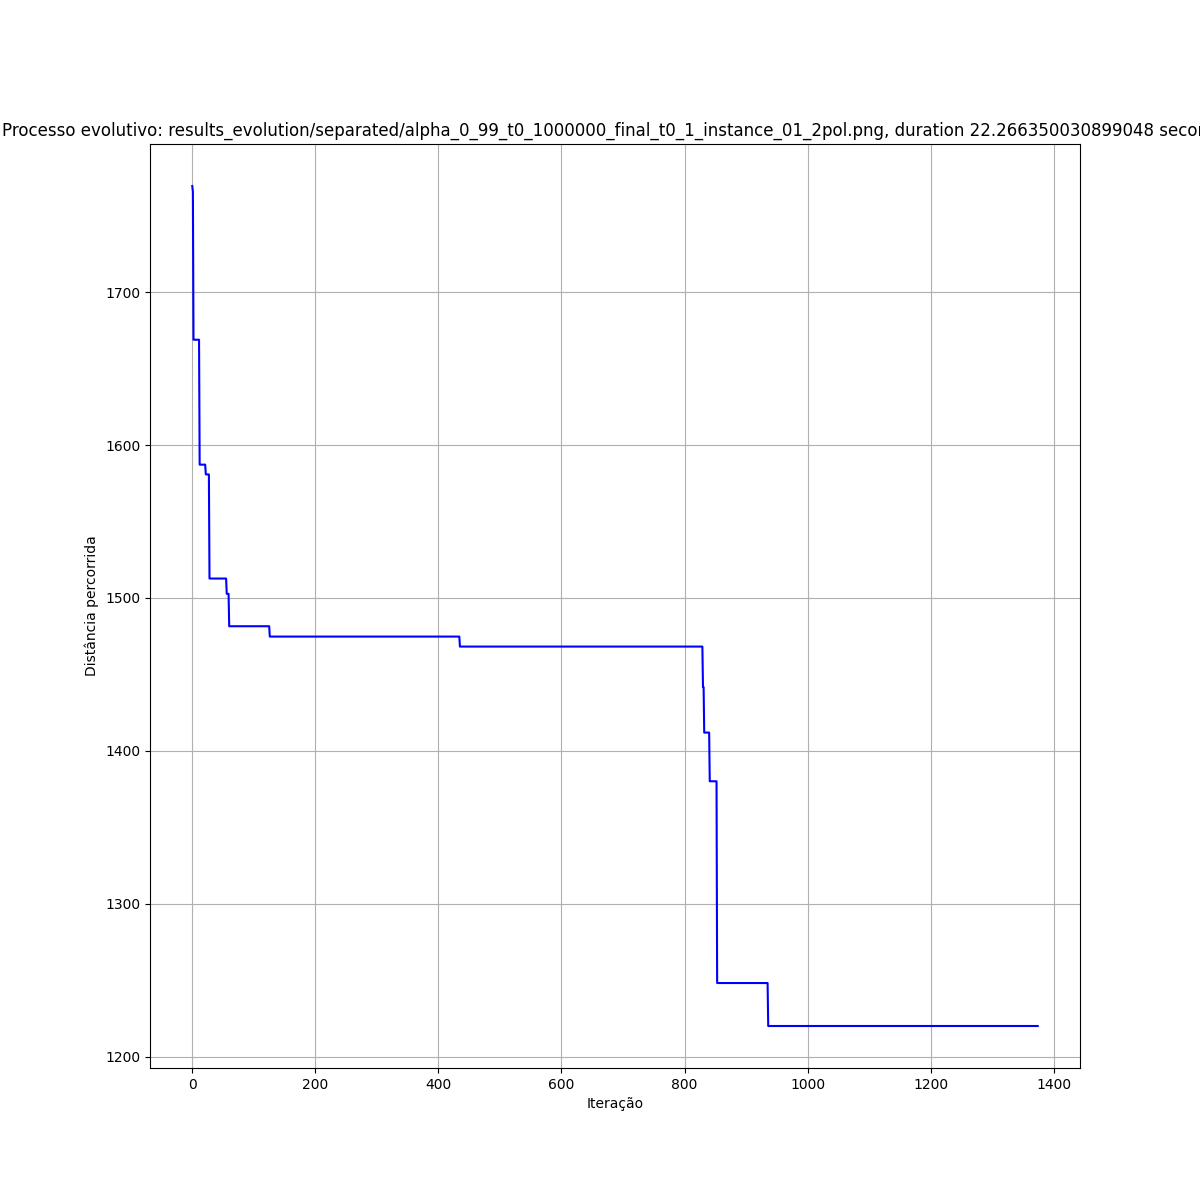 Processo evolutivo: results_evolution/separated/alpha_0_99_t0_1000000_final_t0_1_instance_01_2pol.png, duration 22.266350030899048 secon
1700
1600
1500
1400
1300
1200
Distância percorrida
0 200 400 600 800 1000 1200 1400
Iteração